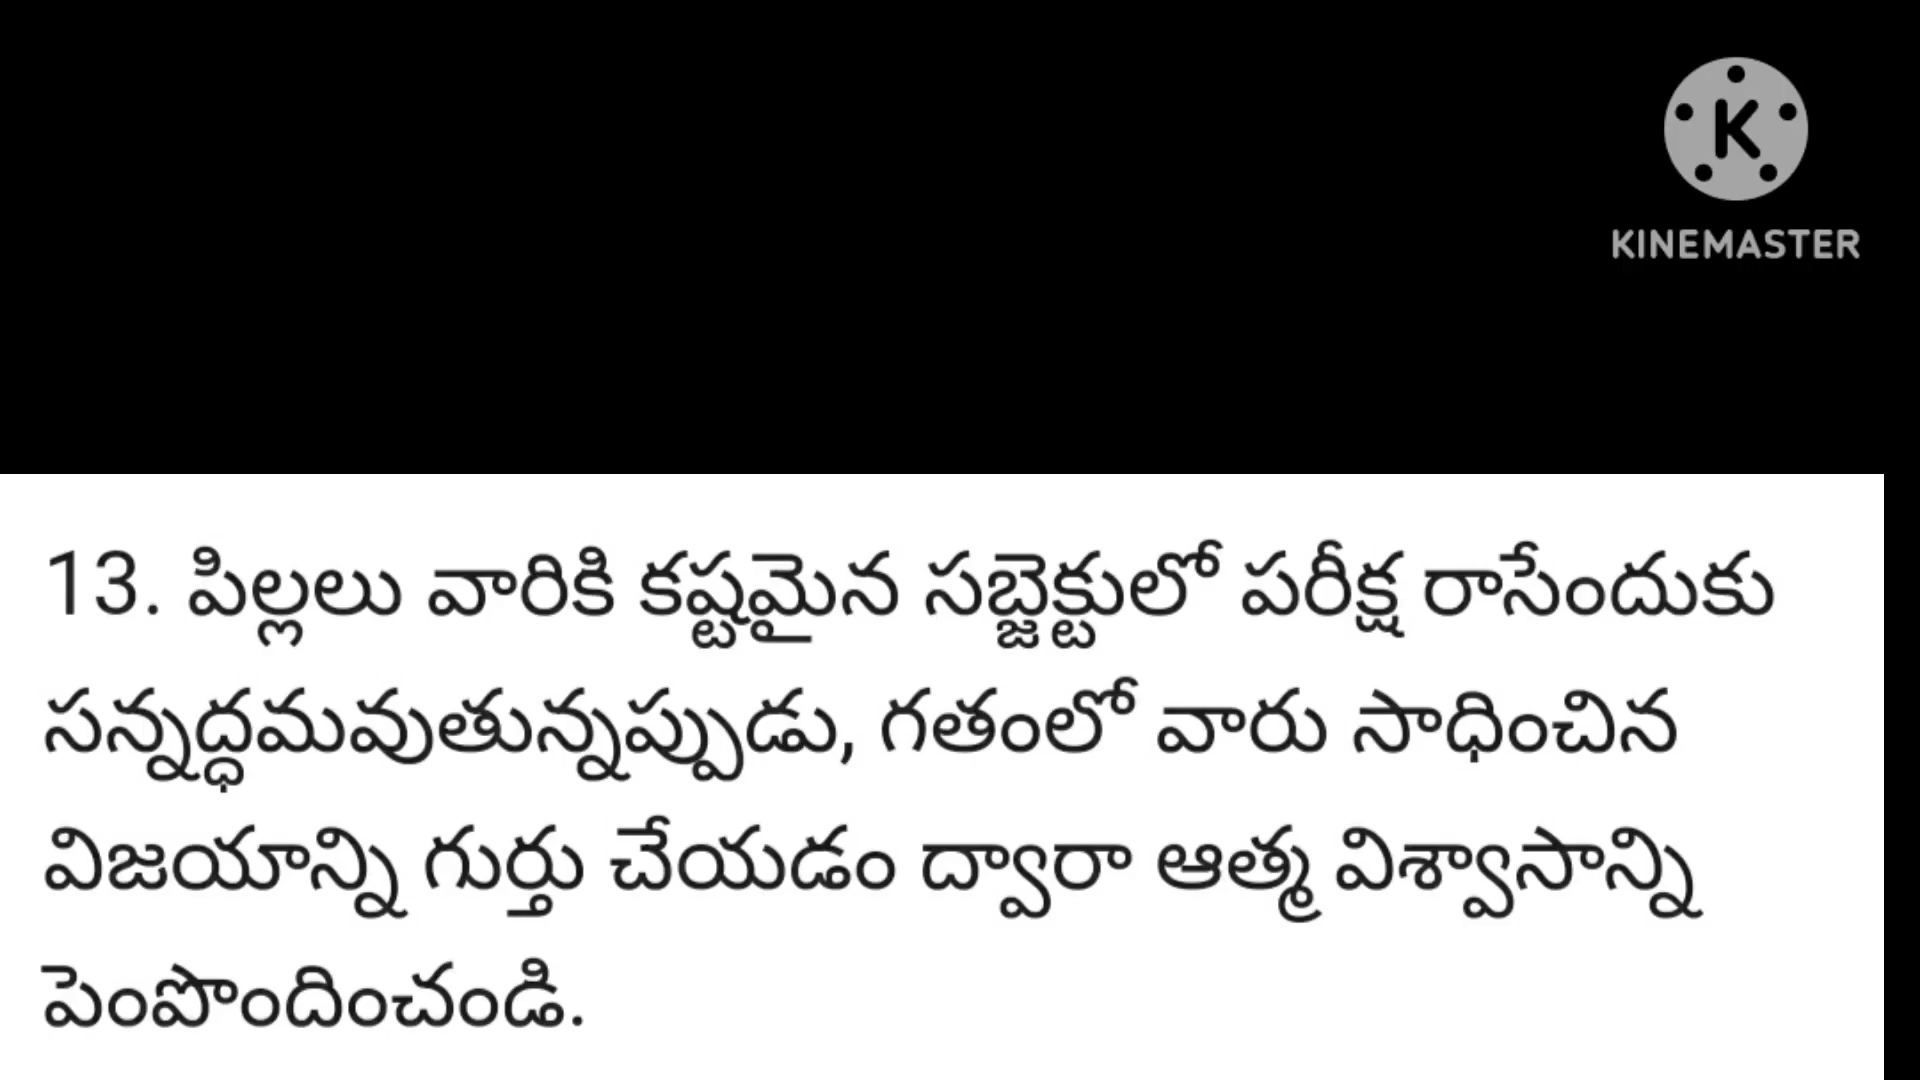 K
KINEMASTER
13. పిల్లలు వారికి కష్టమైన సబ్జెక్టులో పరీక్ష రాసేందుకు
సన్నద్ధమవుతున్నప్పుడు, గతంలో వారు సాధించిన
విజయాన్ని గుర్తు చేయడం ద్వారా ఆత్మ విశ్వాసాన్ని
పెంపొందించండి.